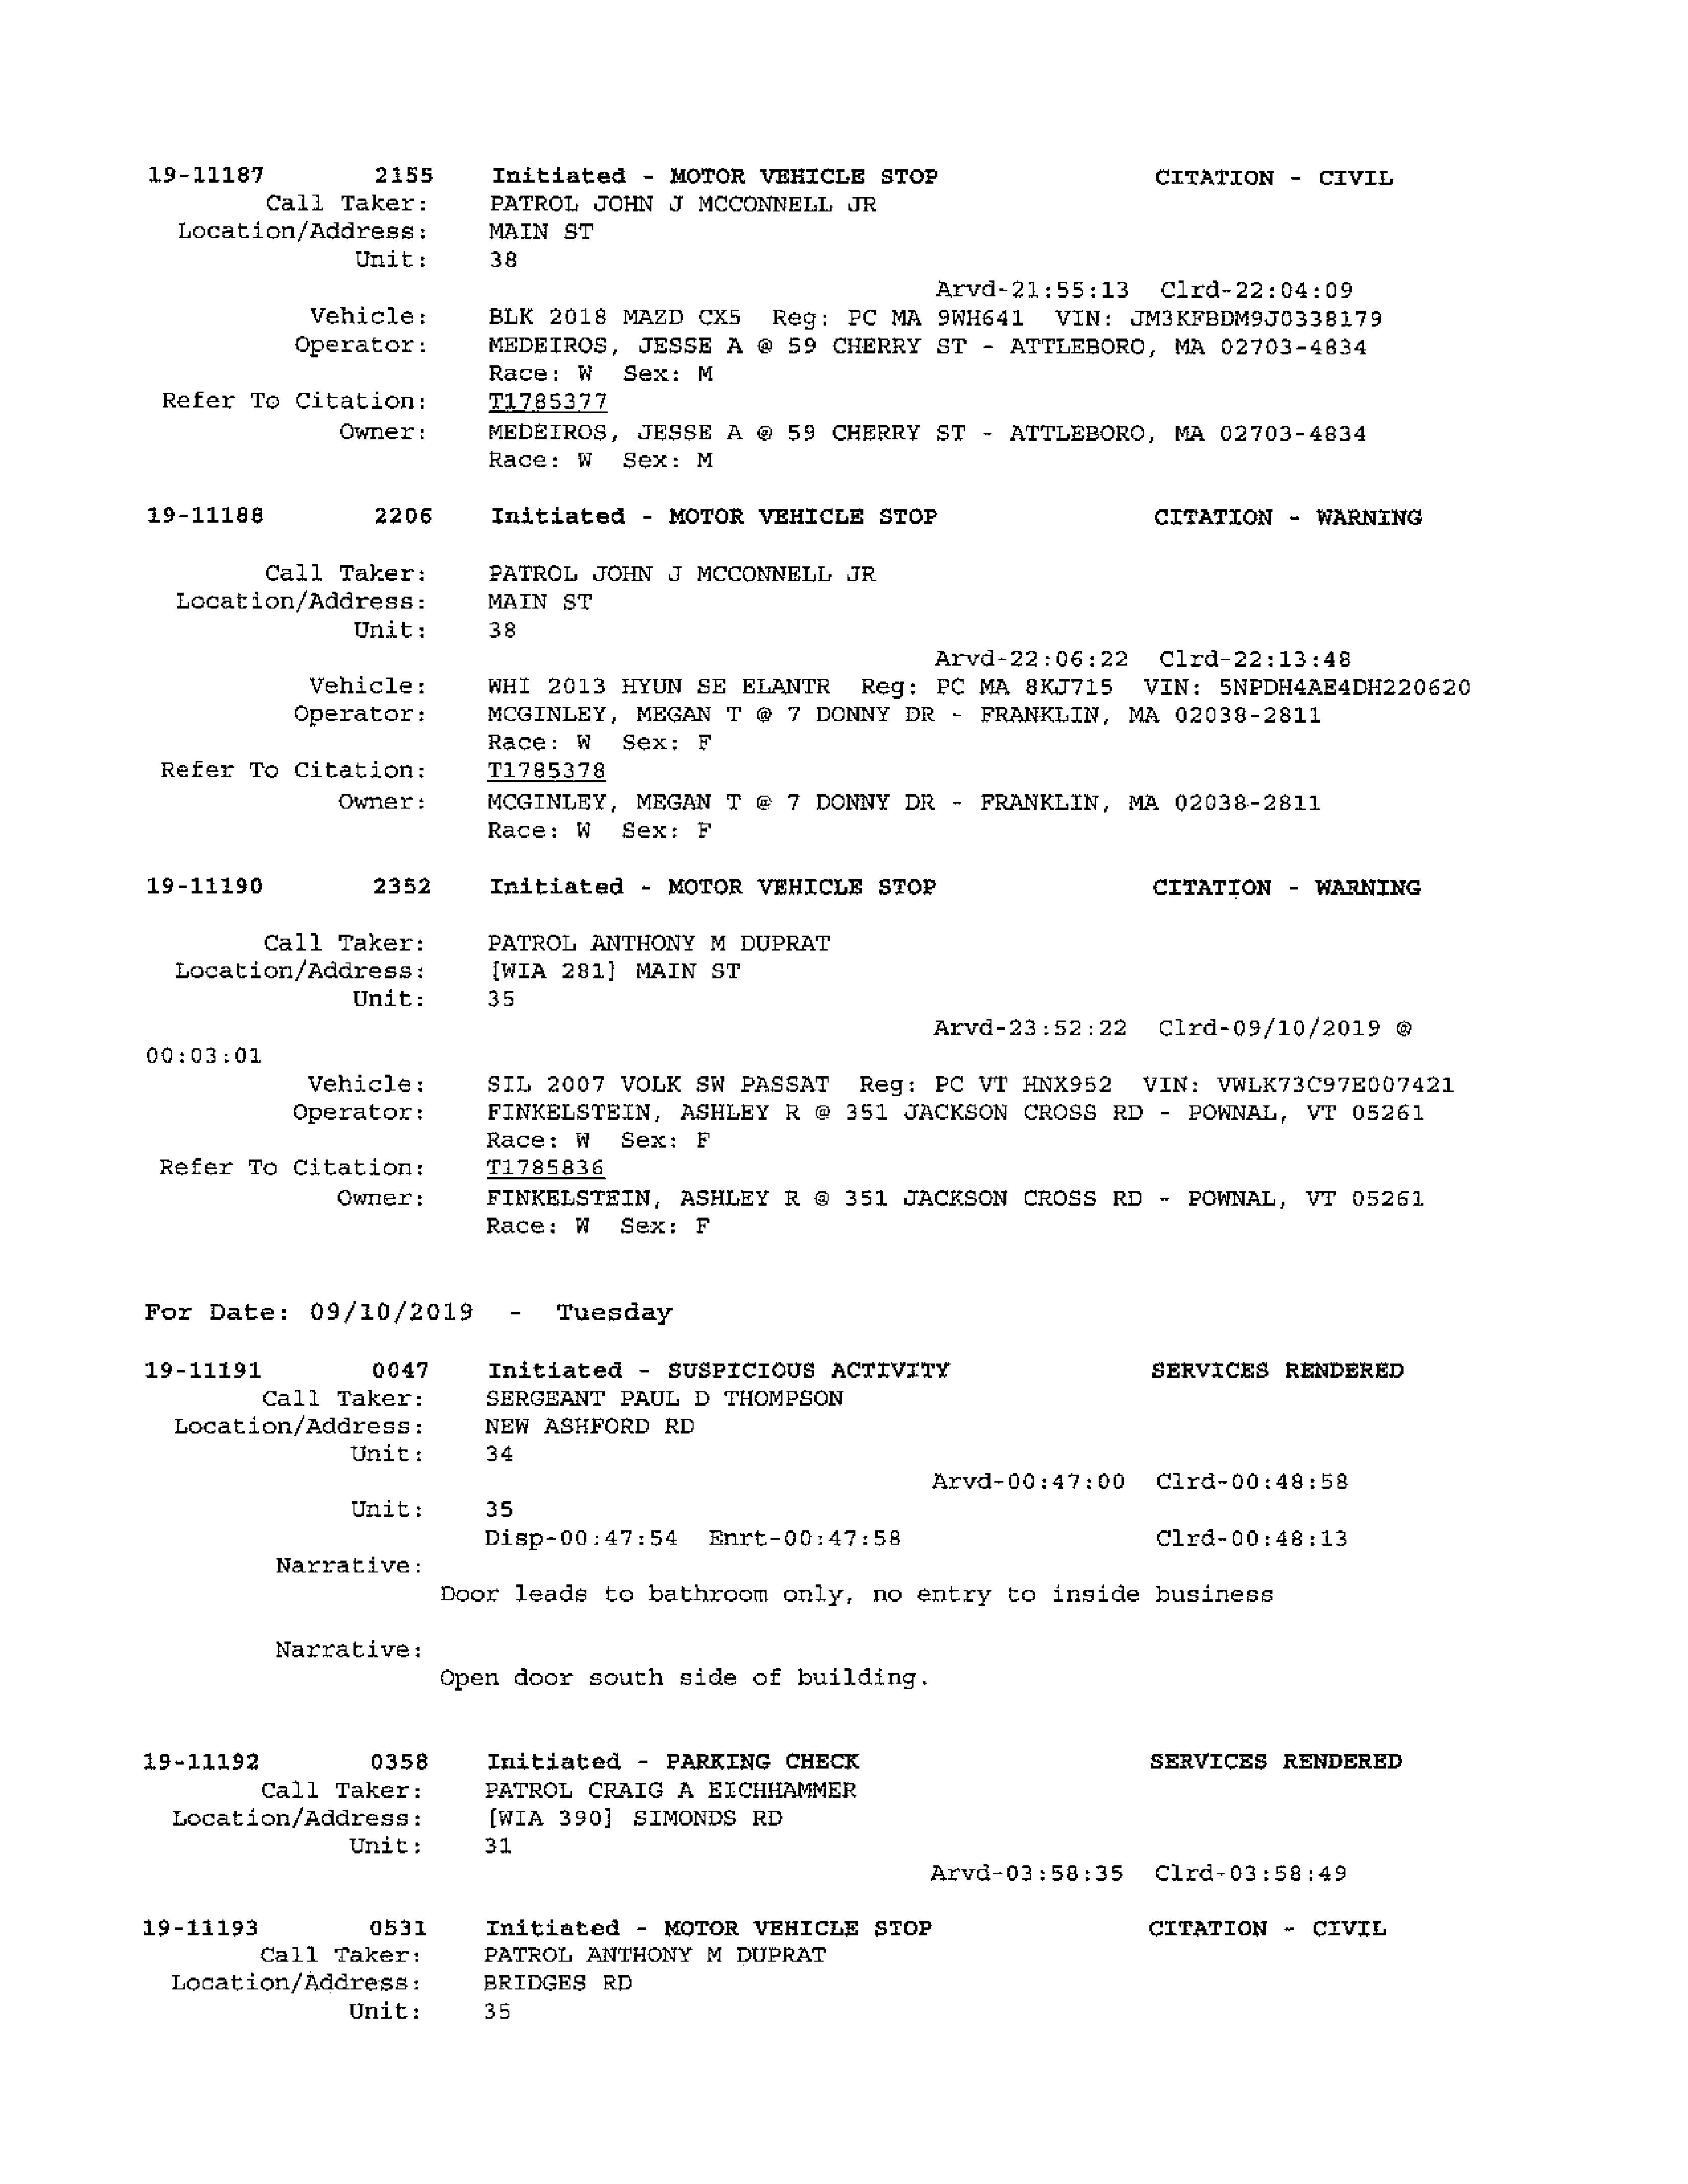 19-11187 2155 Initiated - MOTOR VEHICLE STOP CITATION - CIVIL
Call Taker: PATROL JOHN J MCCONNELL JR
Location/Address: MAIN ST
Unit: 38
Arvd-21:55:13 Clrd-22:04:09
Vehicle: BLK 2018 MAZD CX5 Reg: PC MA 9WH641 VIN: JM3KFBDM9J0338179
Operator: MEDEIROS, JESSE A @ 59 CHERRY ST - ATTLEBORO, MA 02703-4834
Race: W Sex: M
Refer To Citation: T1785377
Owner: MEDEIROS, JESSE A @ 59 CHERRY ST - ATTLEBORO, MA 02703-4834
Race: W Sex: M
19-11188 2206 Initiated - MOTOR VEHICLE STOP CITATION - WARNING
Call Taker: PATROL JOHN J MCCONNELL JR
Location/Address: MAIN ST
Unit: 38
Arvd-22:06:22 Clrd-22:13:48
Vehicle: WHI 2013 HYUN SE ELANTR Reg: PC MA 8KJ715 VIN: 5NPDH4AE4DH220620
Operator: MCGINLEY, MEGAN T @ 7 DONNY DR - FRANKLIN, MA 02038-2811
Race: W Sex: F
Refer To Citation: T1785378
Owner: MCGINLEY, MEGAN T @ 7 DONNY DR - FRANKLIN, MA 02038-2811
Race: W Sex: F
19-11190 2352 Initiated - MOTOR VEHICLE STOP CITATION - WARNING
Call Taker: PATROL ANTHONY M DUPRAT
Location/Address: [WIA 281] MAIN ST
Unit: 35
Arvd-23:52:22 Clrd-09/10/2019 @
00:03:01
Vehicle: SIL 2007 VOLK SW PASSAT Reg: PC VT HNX952 VIN: VWLK73C97E007421
Operator: FINKELSTEIN, ASHLEY R @ 351 JACKSON CROSS RD - POWNAL, VT 05261
Race: W Sex: F
Refer To Citation: T1785836
Owner: FINKELSTEIN, ASHLEY R @ 351 JACKSON CROSS RD - POWNAL, VT 05261
Race: W Sex: F
For Date: 09/10/2019 - Tuesday
19-11191 0047 Initiated - SUSPICIOUS ACTIVITY SERVICES RENDERED
Call Taker: SERGEANT PAUL D THOMPSON
Location/Address: NEW ASHFORD RD
Unit: 34
Arvd-00:47:00 Clrd-00:48:58
Unit: 35
Disp-00:47:54 Enrt-00:47:58 Clrd-00:48:13
Narrative:
Door leads to bathroom only, no entry to inside business
Narrative:
Open door south side of building.
19-11192 0358 Initiated - PARKING CHECK SERVICES RENDERED
Call Taker: PATROL CRAIG A EICHHAMMER
Location/Address: [WIA 390] SIMONDS RD
Unit: 31
Arvd-03:58:35 Clrd-03:58:49
19-11193 0531 Initiated - MOTOR VEHICLE STOP CITATION - CIVIL
Call Taker: PATROL ANTHONY M DUPRAT
Location/Address: BRIDGES RD
Unit: 35